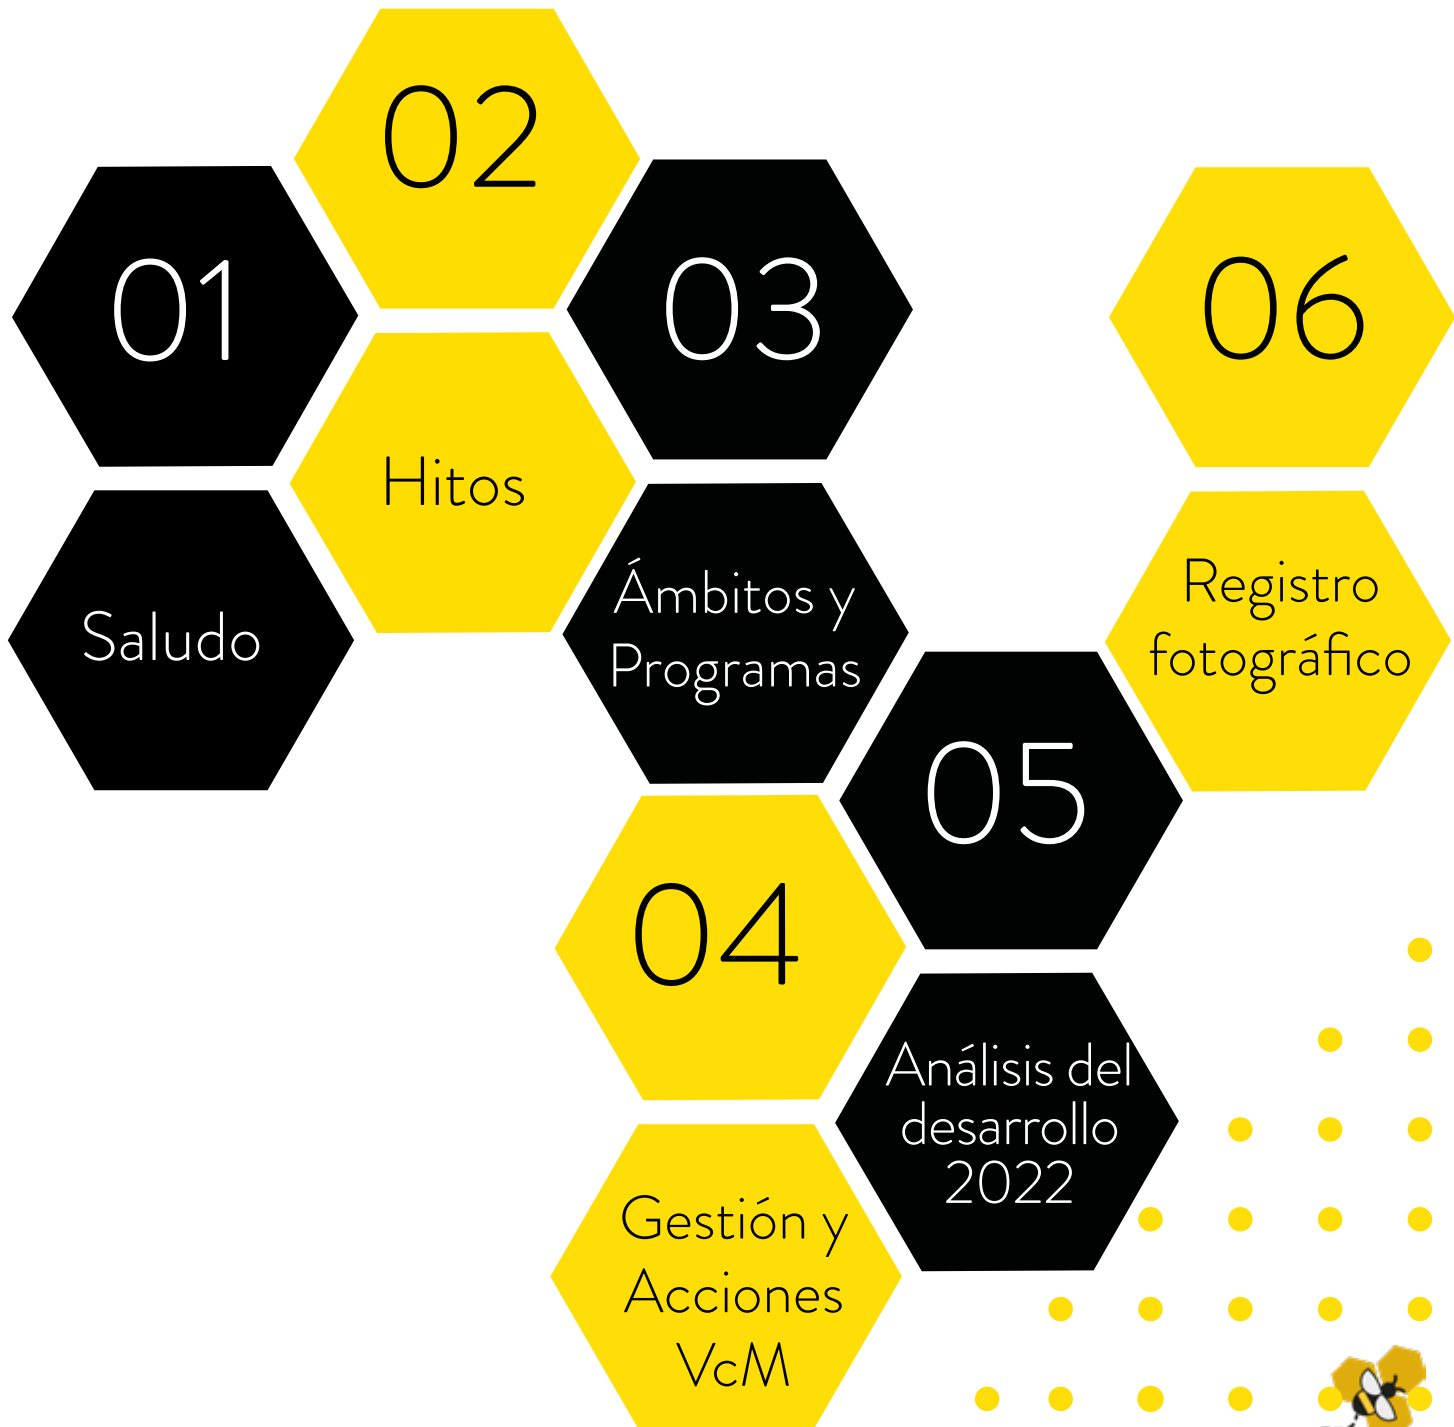 01
Saludo
02
Hitos
03
Ámbitos y
Programas
04
Gestión y
Acciones
VcM
05
Análisis del
desarrollo
2022
06
Registro
fotográfico